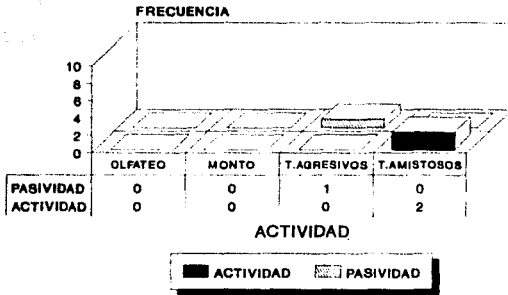 FRECUENCIA
10
8
6
4
2
0
OLFATEO MONTO T.AGRESIVOS T.AMISTOSOS
PASIVIDAD 0 0 1 0
ACTIVIDAD 0 0 0 2
ACTIVIDAD
ACTIVIDAD PASIVIDAD